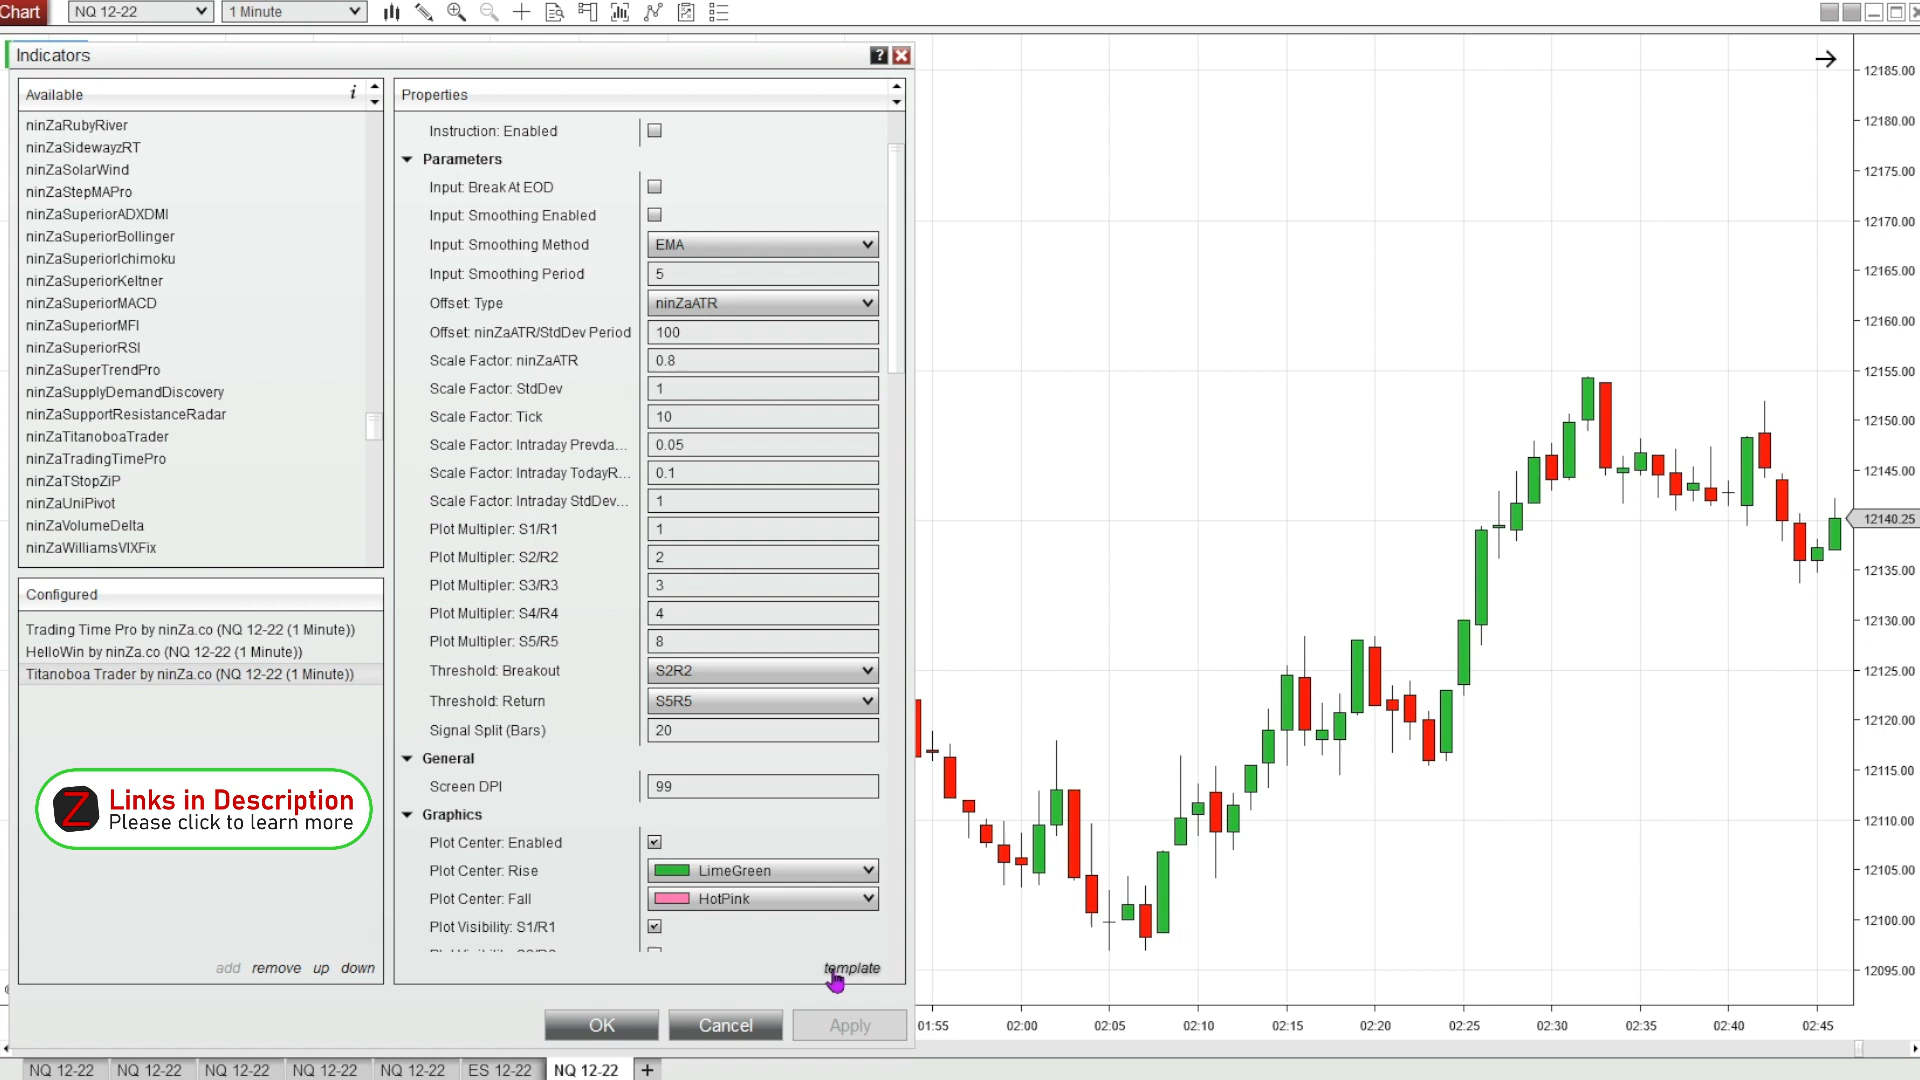 Chart
NQ 12-22
1 Minute
Indicators
?
Available
i
ninZaRubyRiver
ninZaSidewayzRT
ninZaSolarWind
ninZaStepMAPro
ninZaSuperiorADXDMI
ninZaSuperiorBollinger
ninZaSuperiorIchimoku
ninZaSuperiorKeltner
ninZaSuperiorMACD
ninZaSuperiorMFI
ninZaSuperiorRSI
ninZaSuperTrendPro
ninZaSupplyDemandDiscovery
ninZaSupportResistanceRadar
ninZaTitanoboaTrader
ninZaTradingTimePro
ninZaTStopZiP
ninZaUniPivot
ninZaVolumeDelta
ninZaWilliamsVIXFix
Configured
Trading Time Pro by ninZa.co (NQ 12-22 (1 Minute))
HelloWin by ninZa.co (NQ 12-22 (1 Minute))
Titanoboa Trader by ninZa.co (NQ 12-22 (1 Minute))
Z
Links in Description
Please click to learn more
add remove up down
Properties
Instruction: Enabled
Parameters
Input: Break At EOD
Input: Smoothing Enabled
Input: Smoothing Method EMA
Input: Smoothing Period 5
Offset: Type ninZaATR
Offset: ninZaATR/StdDev Period 100
Scale Factor: ninZaATR 0.8
Scale Factor: StdDev 1
Scale Factor: Tick 10
Scale Factor: Intraday Prevda... 0.05
Scale Factor: Intraday TodayR... 0.1
Scale Factor: Intraday StdDev... 1
Plot Multipler: S1/R1 1
Plot Multipler: S2/R2 2
Plot Multipler: S3/R3 3
Plot Multipler: S4/R4 4
Plot Multipler: S5/R5 8
Threshold: Breakout S2R2
Threshold: Return S5R5
Signal Split (Bars) 20
General
Screen DPI 99
Graphics
Plot Center: Enabled
Plot Center: Rise LimeGreen
Plot Center: Fall HotPink
Plot Visibility: S1/R1
template
OK Cancel Apply
12185.00
12180.00
12175.00
12170.00
12165.00
12160.00
12155.00
12150.00
12145.00
12140.25
12135.00
12130.00
12125.00
12120.00
12115.00
12110.00
12105.00
12100.00
12095.00
01:55 02:00 02:05 02:10 02:15 02:20 02:25 02:30 02:35 02:40 02:45
NQ 12-22 NQ 12-22 NQ 12-22 NQ 12-22 NQ 12-22 ES 12-22 NQ 12-22 +